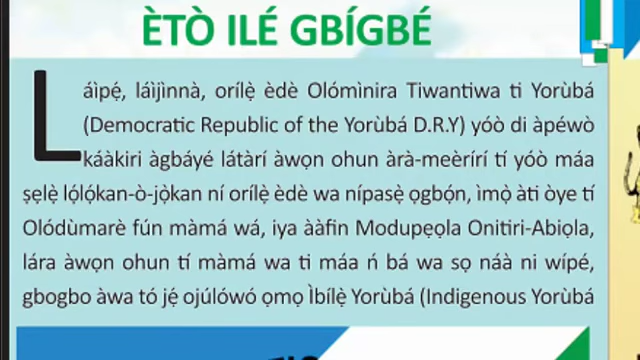 ÈTÒ ILÉ GBÍGBÉ
Láìpẹ́, láìjìnnà, orílẹ̀ èdè Olómìnira Tiwantiwa ti Yorùbá
(Democratic Republic of the Yorùbá D.R.Y) yóò di àpéwò
káàkiri àgbáyé látàrí àwọn ohun àrà-meèrírí tí yóò máa
ṣẹlẹ̀ lọ́lọ́kan-ò-jọ̀kan ní orílẹ̀ èdè wa nípasẹ̀ ọgbọ́n, ìmọ̀ àti òye tí
Olódùmarè fún màmá wá, iya ààfin Modupẹọla Onitiri-Abiọla,
lára àwọn ohun tí màmá wa ti máa ń bá wa sọ náà ni wípé,
gbogbo àwa tó jẹ́ ojúlówó ọmọ Ìbílẹ̀ Yorùbá (Indigenous Yorùbá